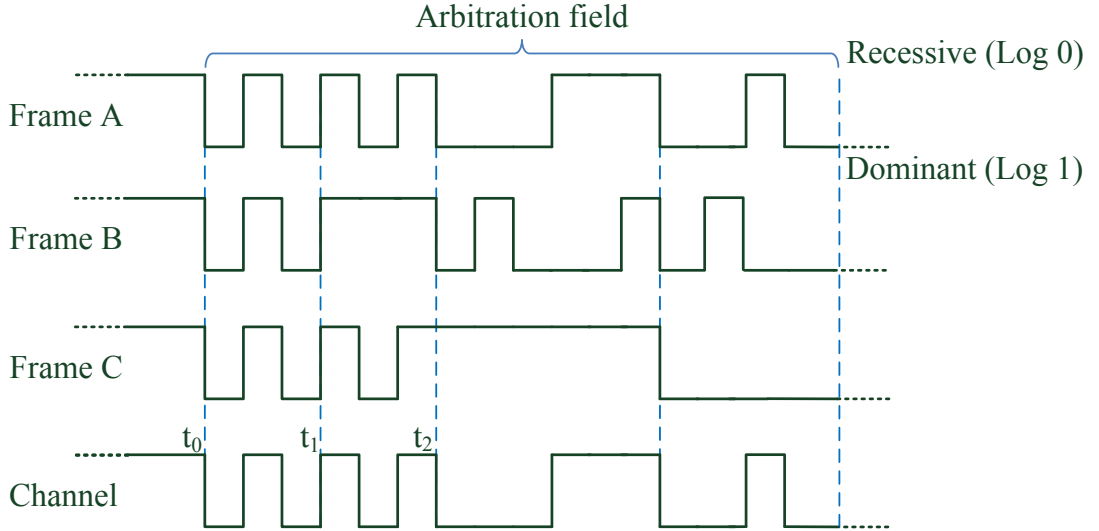 Arbitration field
Recessive (Log 0)
Frame A
Dominant (Log 1)
Frame B
Frame C
t0 t1 t2
Channel